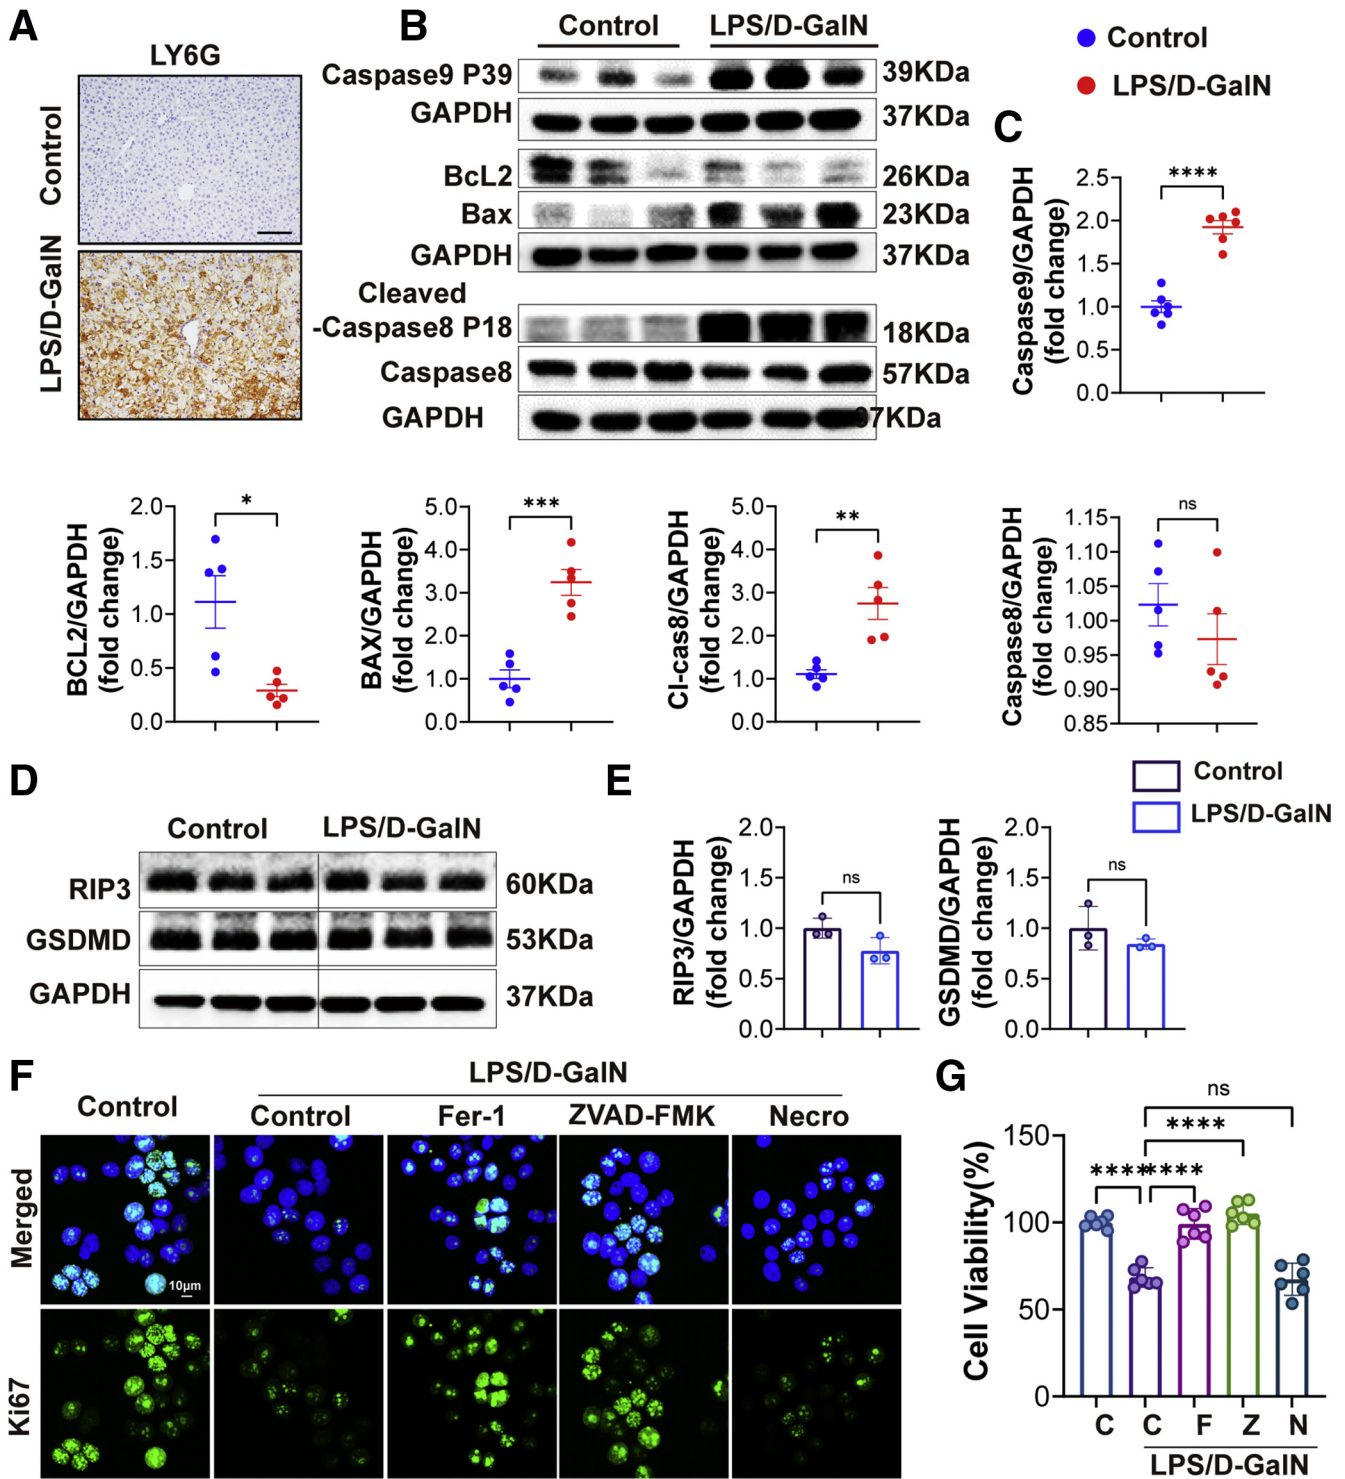 A
LY6G
Control
LPS/D-GalN
B
Control
LPS/D-GalN
Caspase9 P39
39KDa
GAPDH
37KDa
BcL2
26KDa
Bax
23KDa
GAPDH
37KDa
Cleaved
-Caspase8 P18
18KDa
Caspase8
57KDa
GAPDH
37KDa
Control
LPS/D-GalN
C
Caspase9/GAPDH
(fold change)
2.5
2.0
1.5
1.0
0.5
0.0
****
BCL2/GAPDH
(fold change)
2.0
1.5
1.0
0.5
0.0
*
BAX/GAPDH
(fold change)
5.0
4.0
3.0
2.0
1.0
0.0
***
Cl-cas8/GAPDH
(fold change)
5.0
4.0
3.0
2.0
1.0
0.0
**
Caspase8/GAPDH
(fold change)
1.15
1.10
1.05
1.00
0.95
0.90
0.85
ns
D
Control
LPS/D-GalN
RIP3
60KDa
GSDMD
53KDa
GAPDH
37KDa
E
Control
LPS/D-GalN
RIP3/GAPDH
(fold change)
2.0
1.5
1.0
0.5
0.0
ns
GSDMD/GAPDH
(fold change)
2.0
1.5
1.0
0.5
0.0
ns
F
LPS/D-GalN
Control
Control
Fer-1
ZVAD-FMK
Necro
Merged
10μm
Ki67
G
Cell Viability(%)
150
100
50
0
ns
****
****
****
C
C
F
Z
N
LPS/D-GalN